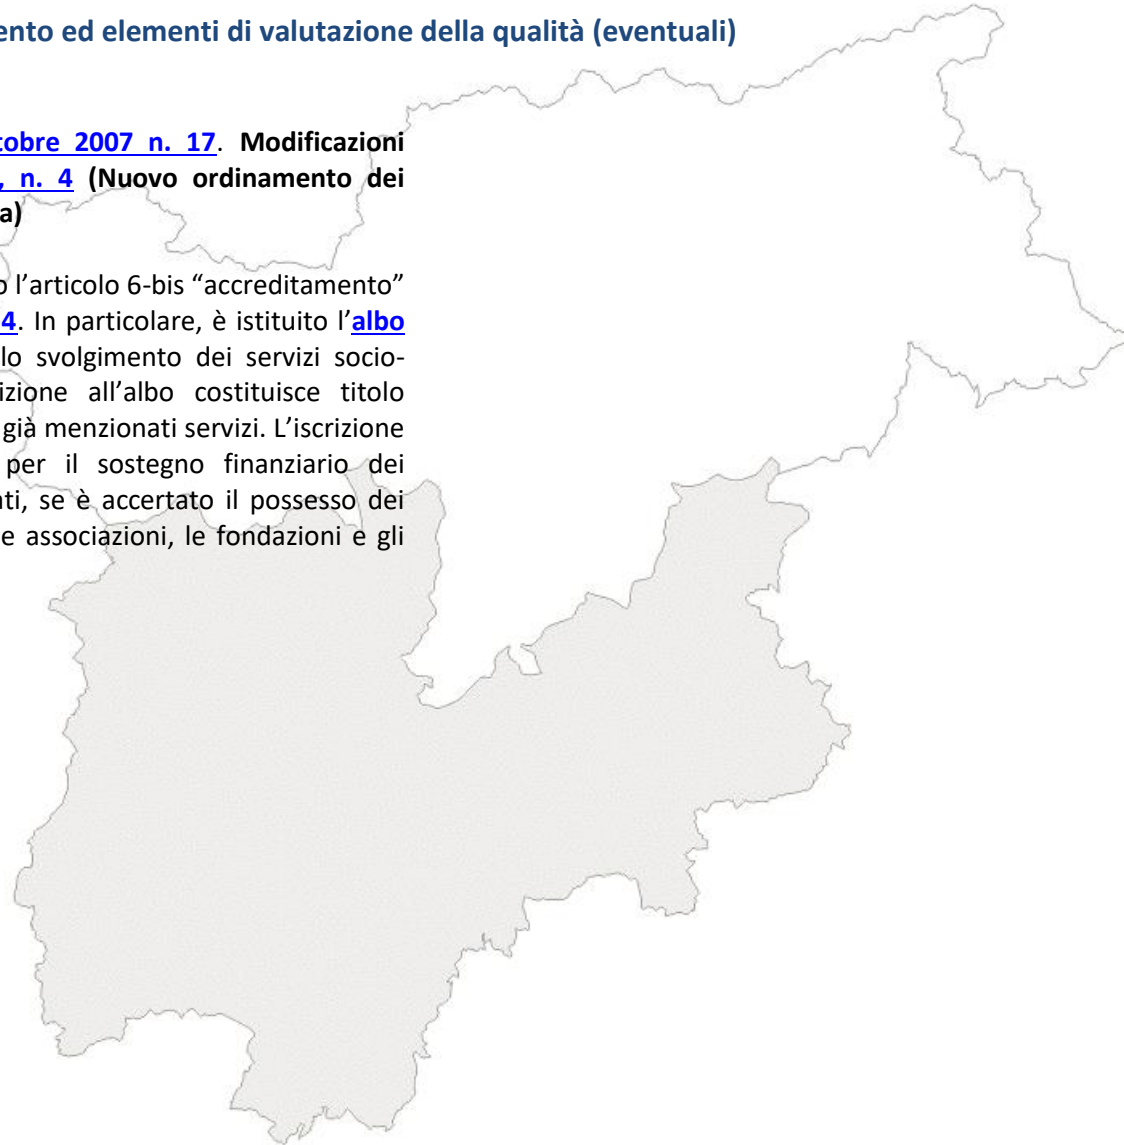 ento ed elementi di valutazione della qualità (eventuali)
tobre 2007 n. 17. Modificazioni
, n. 4 (Nuovo ordinamento dei
a)
o l’articolo 6-bis “accreditamento”
4. In particolare, è istituito l’albo
lo svolgimento dei servizi socio-
izione all’albo costituisce titolo
già menzionati servizi. L’iscrizione
per il sostegno finanziario dei
ti, se è accertato il possesso dei
e associazioni, le fondazioni e gli